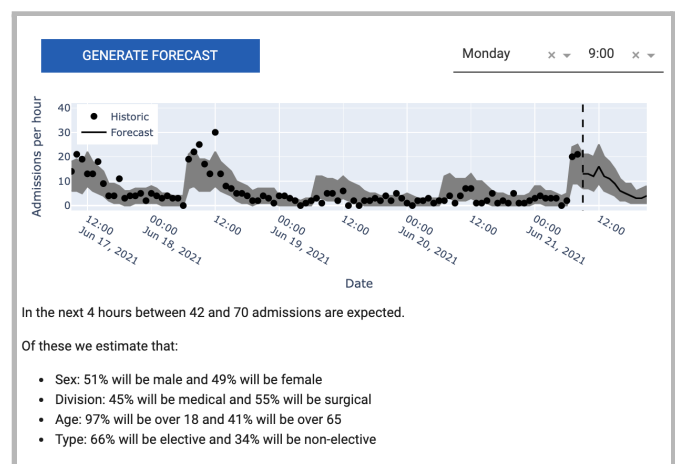 GENERATE FORECAST
Monday × 9:00 ×
Admissions per hour
40
30
20
10
0
Historic
Forecast
12:00
Jun 17, 2021
00:00
Jun 18, 2021
12:00
00:00
Jun 19, 2021
12:00
00:00
Jun 20, 2021
12:00
00:00
Jun 21, 2021
12:00
Date
In the next 4 hours between 42 and 70 admissions are expected.
Of these we estimate that:
• Sex: 51% will be male and 49% will be female
• Division: 45% will be medical and 55% will be surgical
• Age: 97% will be over 18 and 41% will be over 65
• Type: 66% will be elective and 34% will be non-elective